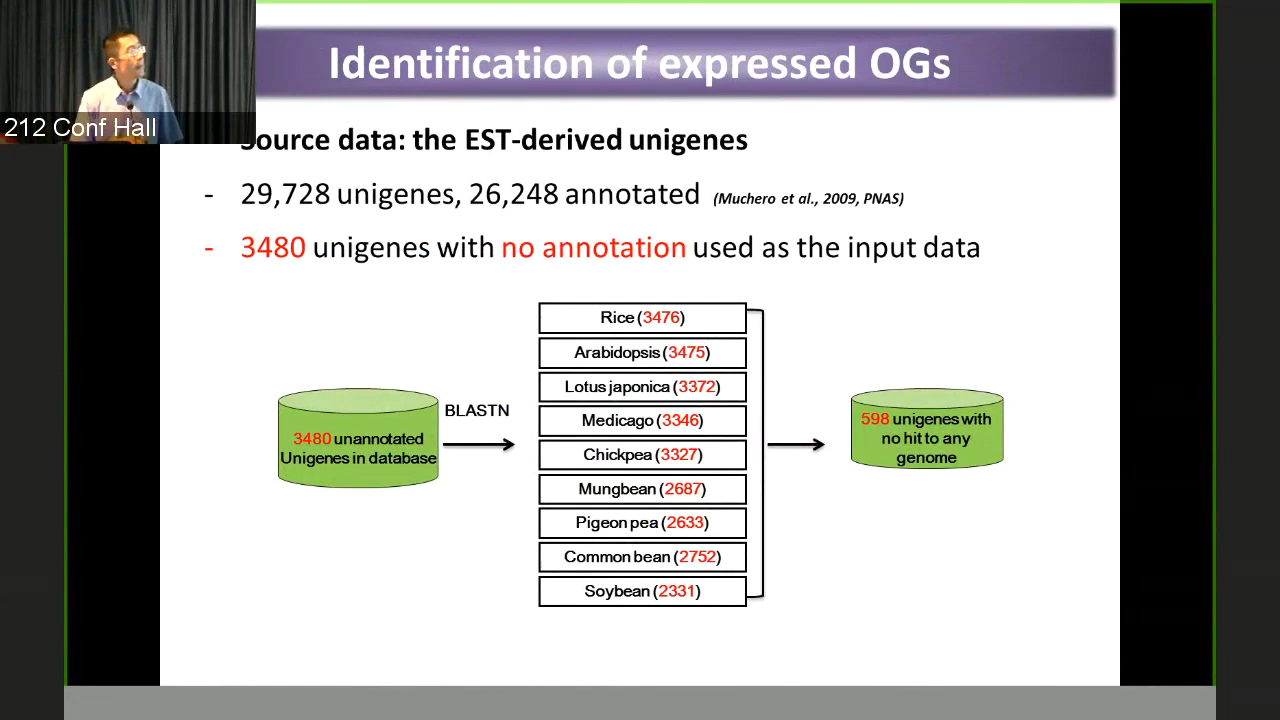 Identification of expressed OGs
212 Conf Hall
Source data: the EST-derived unigenes
- 29,728 unigenes, 26,248 annotated (Muchero et al., 2009, PNAS)
- 3480 unigenes with no annotation used as the input data
Rice (3476)
Arabidopsis (3475)
Lotus japonica (3372)
Medicago (3346)
Chickpea (3327)
Mungbean (2687)
Pigeon pea (2633)
Common bean (2752)
Soybean (2331)
3480 unannotated
Unigenes in database
BLASTN
598 unigenes with
no hit to any
genome